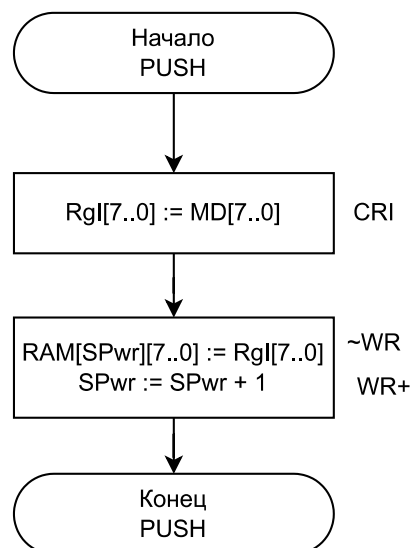 Начало
PUSH
RgI[7..0] := MD[7..0]
CRI
RAM[SPwr][7..0] := RgI[7..0]
SPwr := SPwr + 1
~WR
WR+
Конец
PUSH